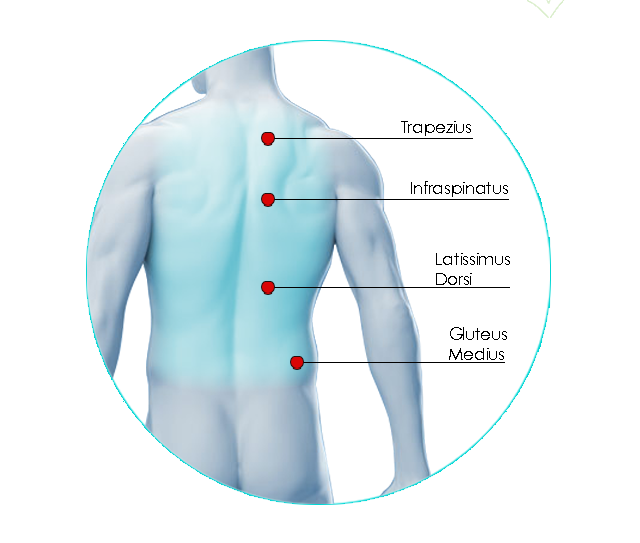 Trapezius
Infraspinatus
Latissimus
Dorsi
Gluteus
Medius